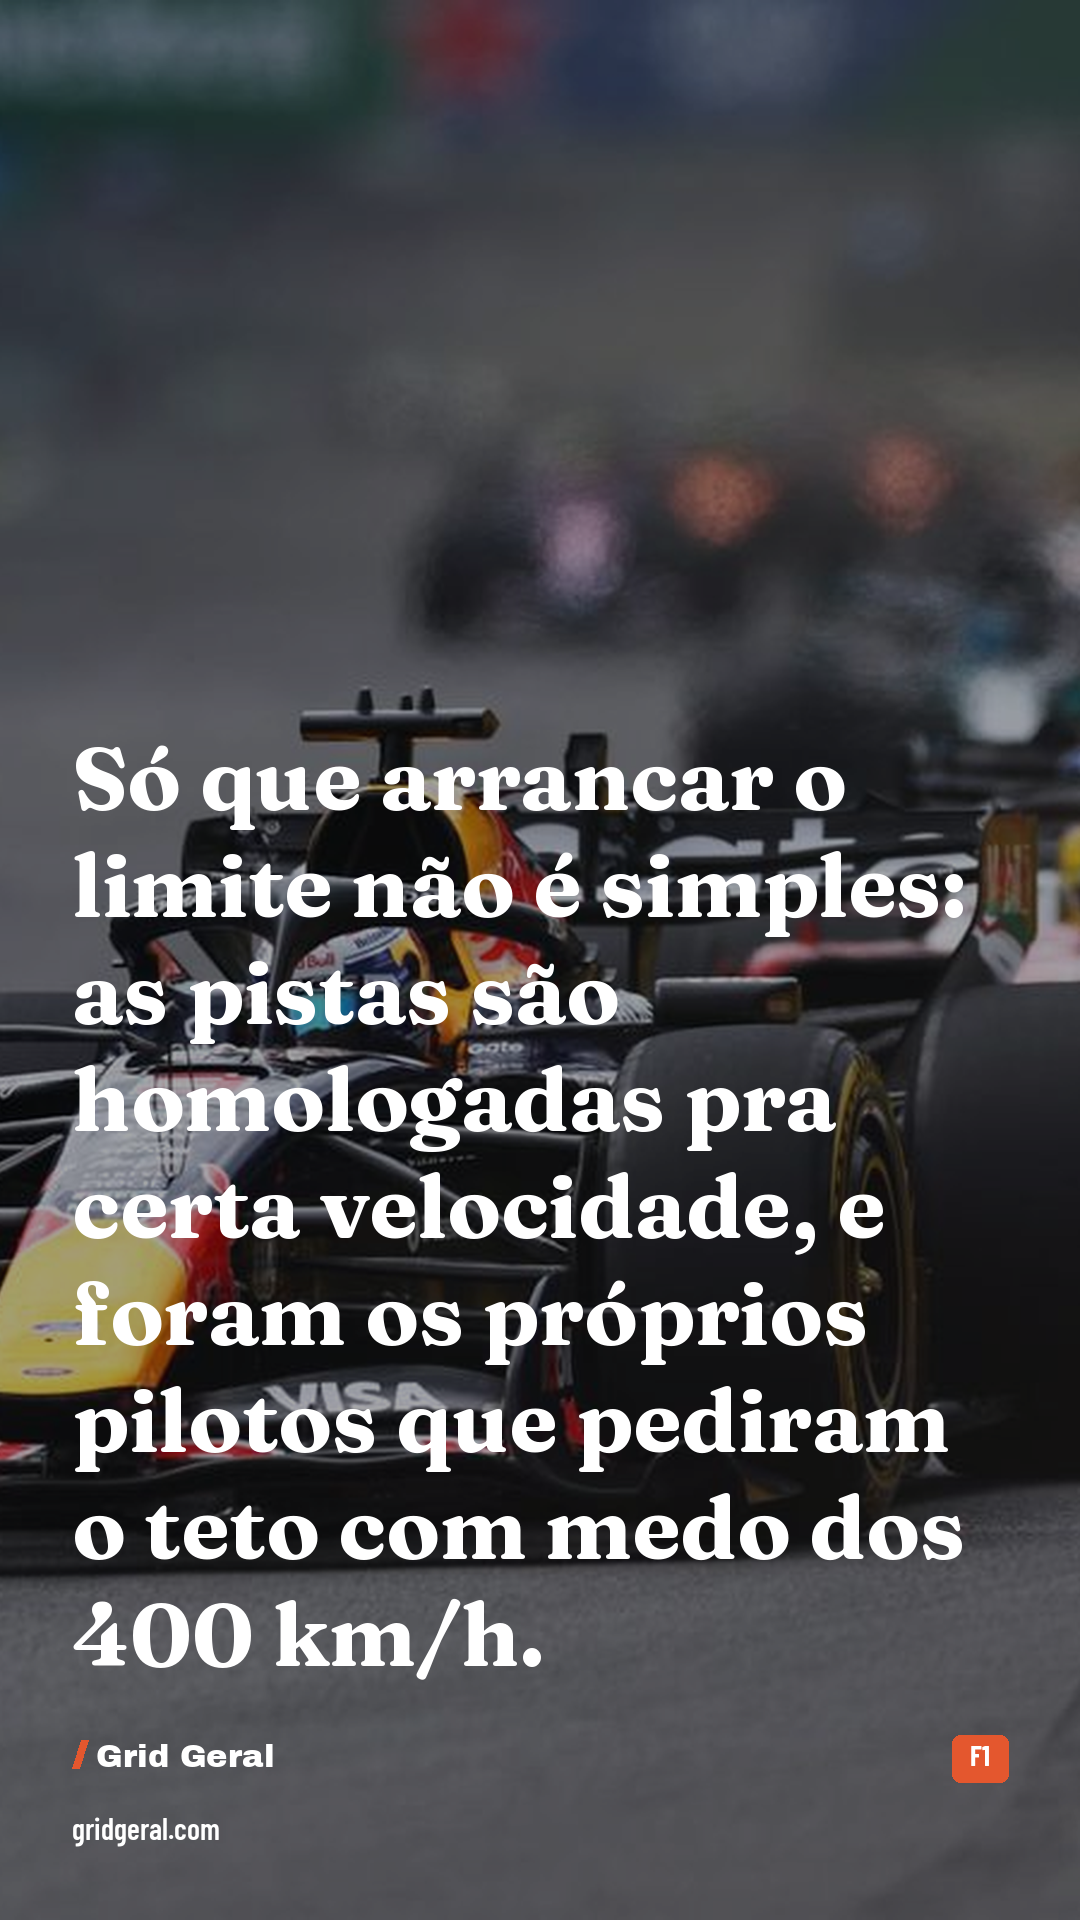 Só que arrancar o
limite não é simples:
as pistas são
homologadas pra
certa velocidade, e
foram os próprios
pilotos que pediram
o teto com medo dos
400 km/h.
VISA
Grid Geral
F1
gridgeral.com